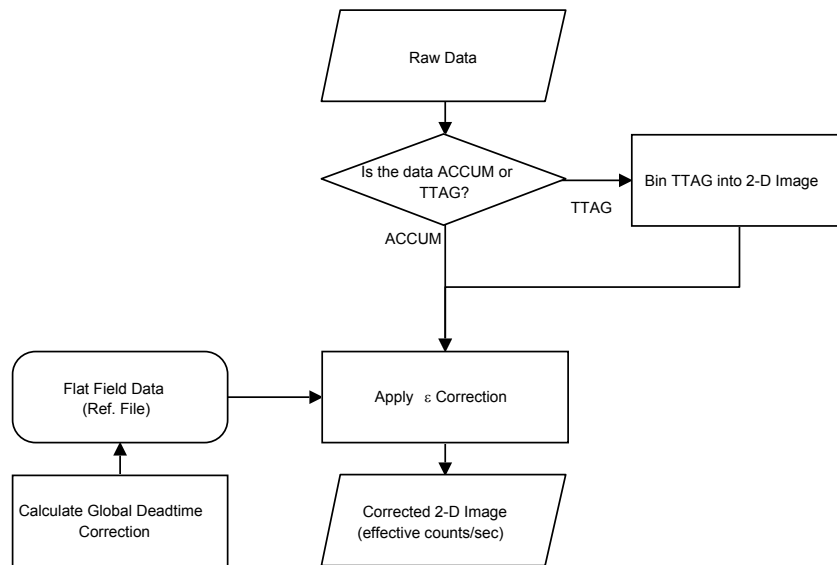 Raw Data
Is the data ACCUM or
TTAG?
TTAG
Bin TTAG into 2-D Image
ACCUM
Flat Field Data
(Ref. File)
Apply ε Correction
Calculate Global Deadtime
Correction
Corrected 2-D Image
(effective counts/sec)